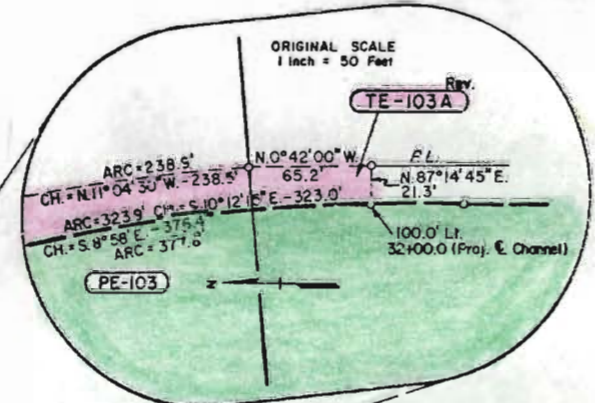 ORIGINAL SCALE
1 inch = 50 Feet
Rev.
TE-103A
ARC=238.9'
CH.=N.11°04'30"W.-238.5'
N.0°42'00"W.
65.2'
P.L.
N.87°14'45"E.
21.3'
ARC=323.9' CH=S.10°12'15"E.-323.0'
CH.=S.8°58'E.-376.4'
ARC=377.8'
100.0' Lt.
32+00.0 (Proj. ℄ Channel)
PE-103
N